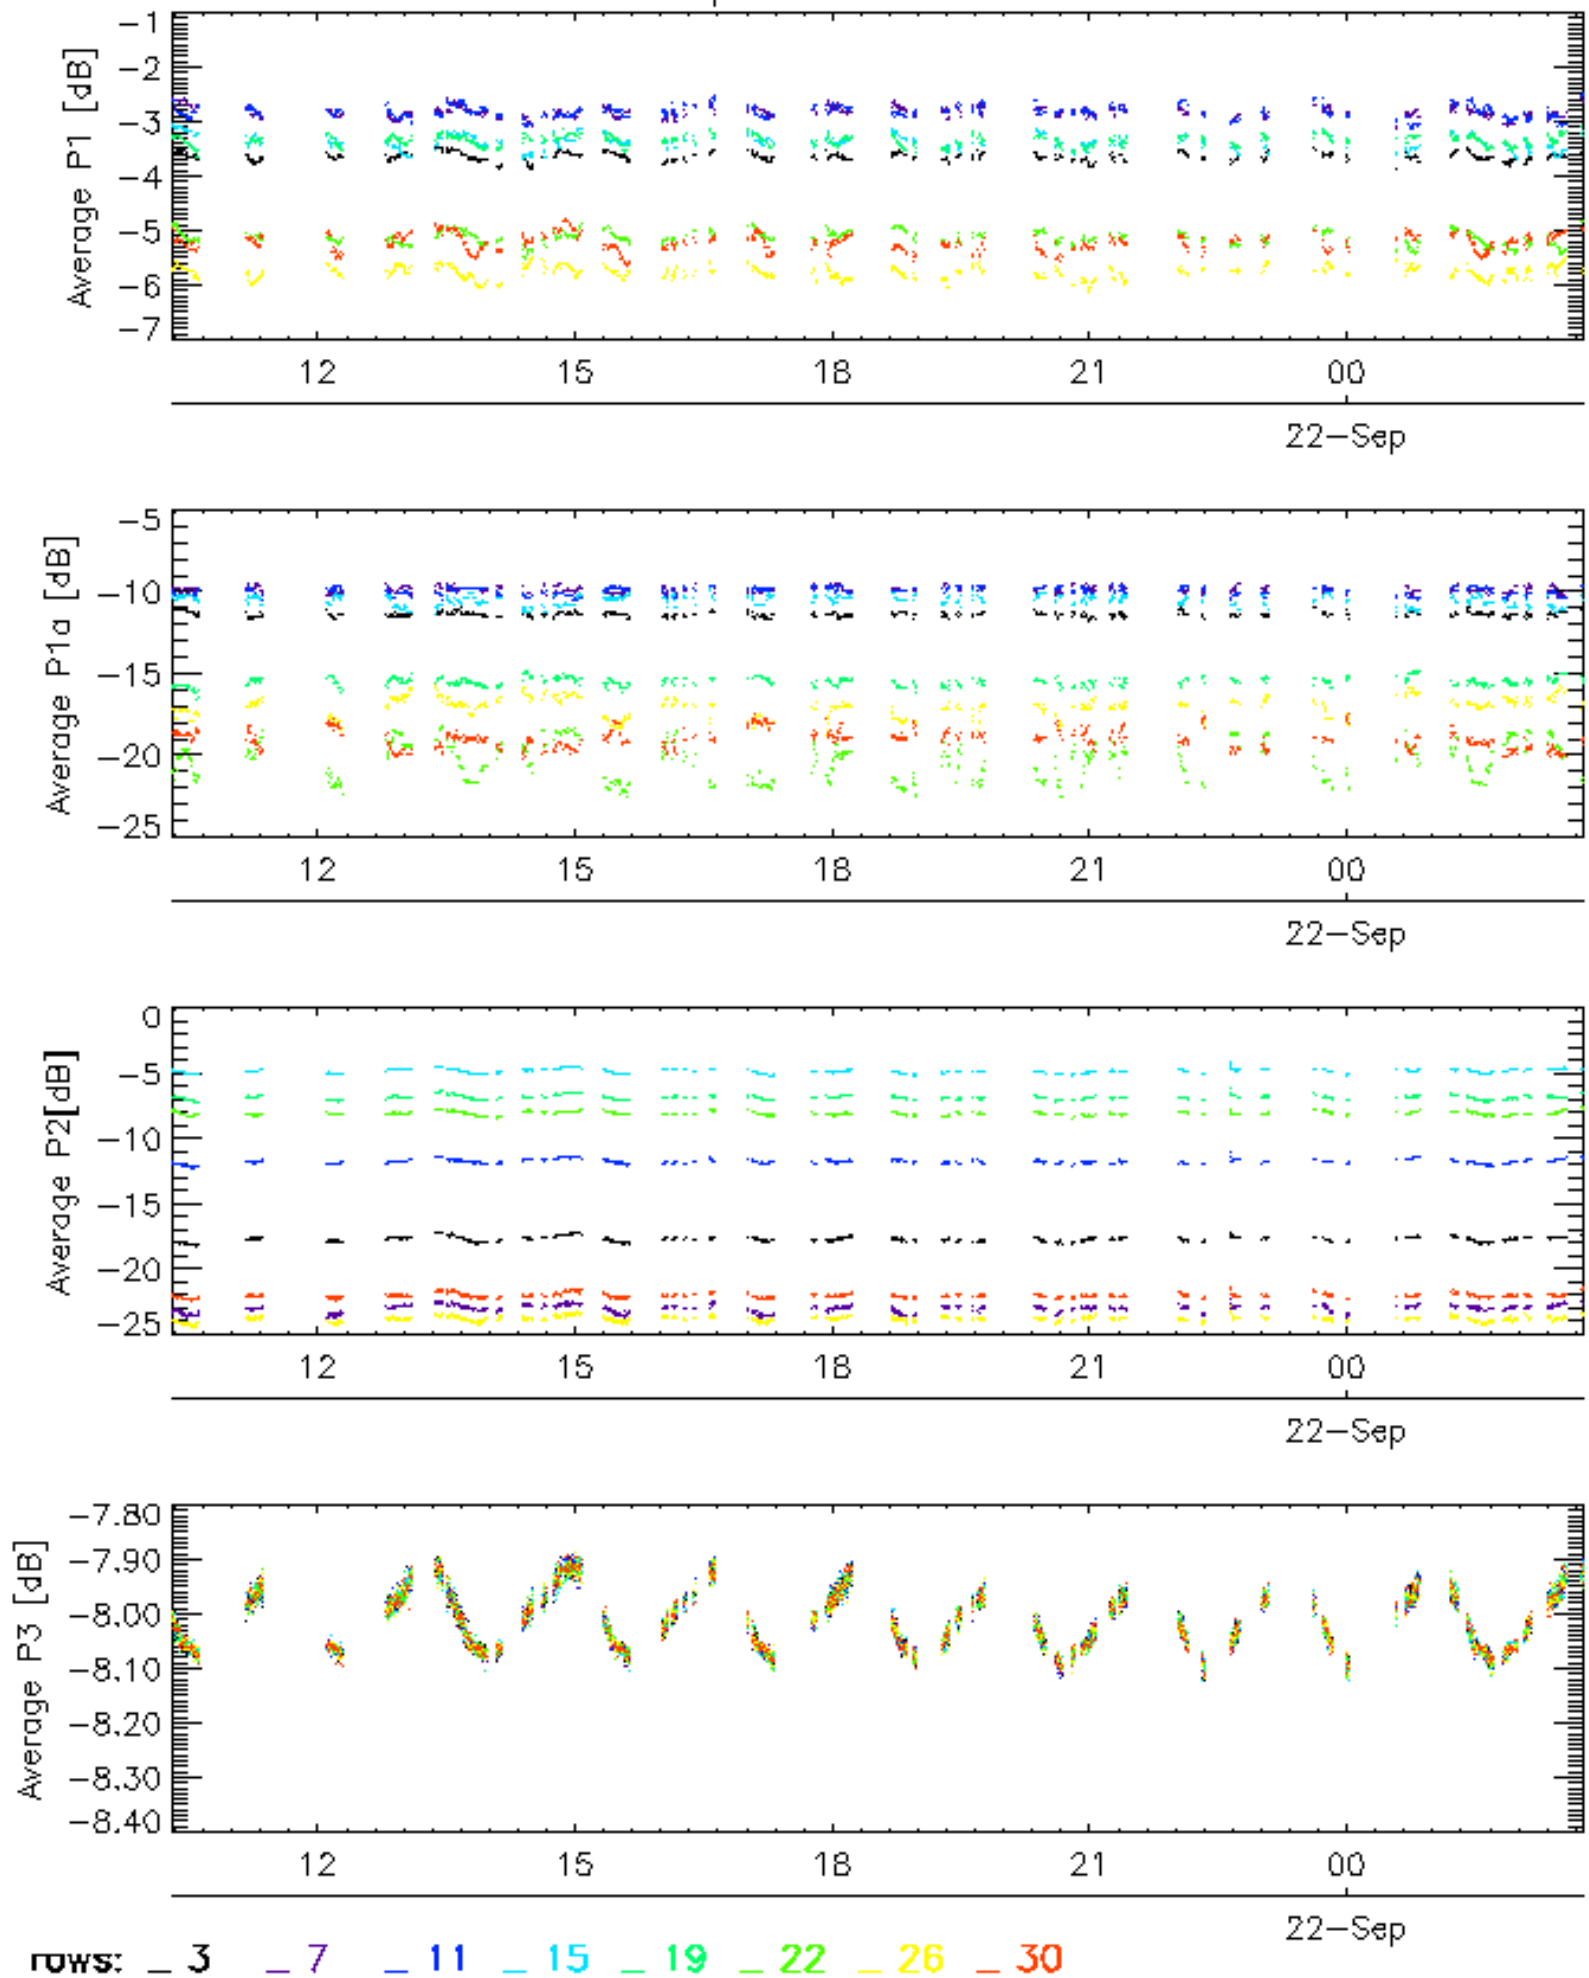 Average P1 [dB]
-1
-2
-3
-4
-5
-6
-7
12 15 18 21 00
22-Sep
Average P1a [dB]
-5
-10
-15
-20
-25
12 15 18 21 00
22-Sep
Average P2[dB]
0
-5
-10
-15
-20
-25
12 15 18 21 00
22-Sep
Average P3 [dB]
-7.80
-7.90
-8.00
-8.10
-8.20
-8.30
-8.40
12 15 18 21 00
22-Sep
rows: _ 3 _ 7 _ 11 _ 15 _ 19 _ 22 _ 26 _ 30